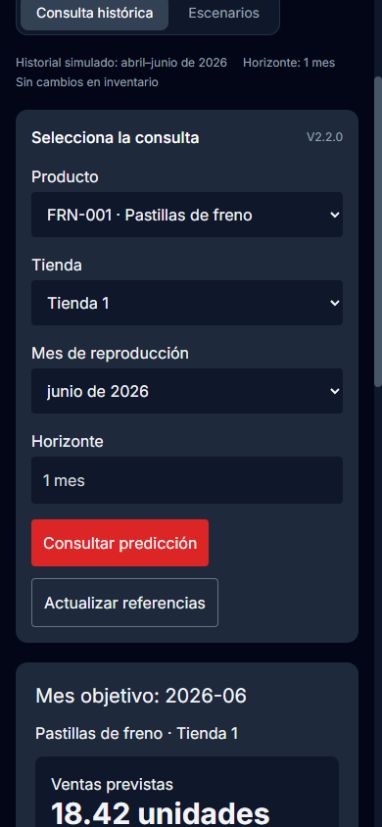 Consulta histórica Escenarios
Historial simulado: abril–junio de 2026 Horizonte: 1 mes
Sin cambios en inventario
Selecciona la consulta V2.2.0
Producto
FRN-001 · Pastillas de freno
Tienda
Tienda 1
Mes de reproducción
junio de 2026
Horizonte
1 mes
Consultar predicción
Actualizar referencias
Mes objetivo: 2026-06
Pastillas de freno · Tienda 1
Ventas previstas
18.42 unidades